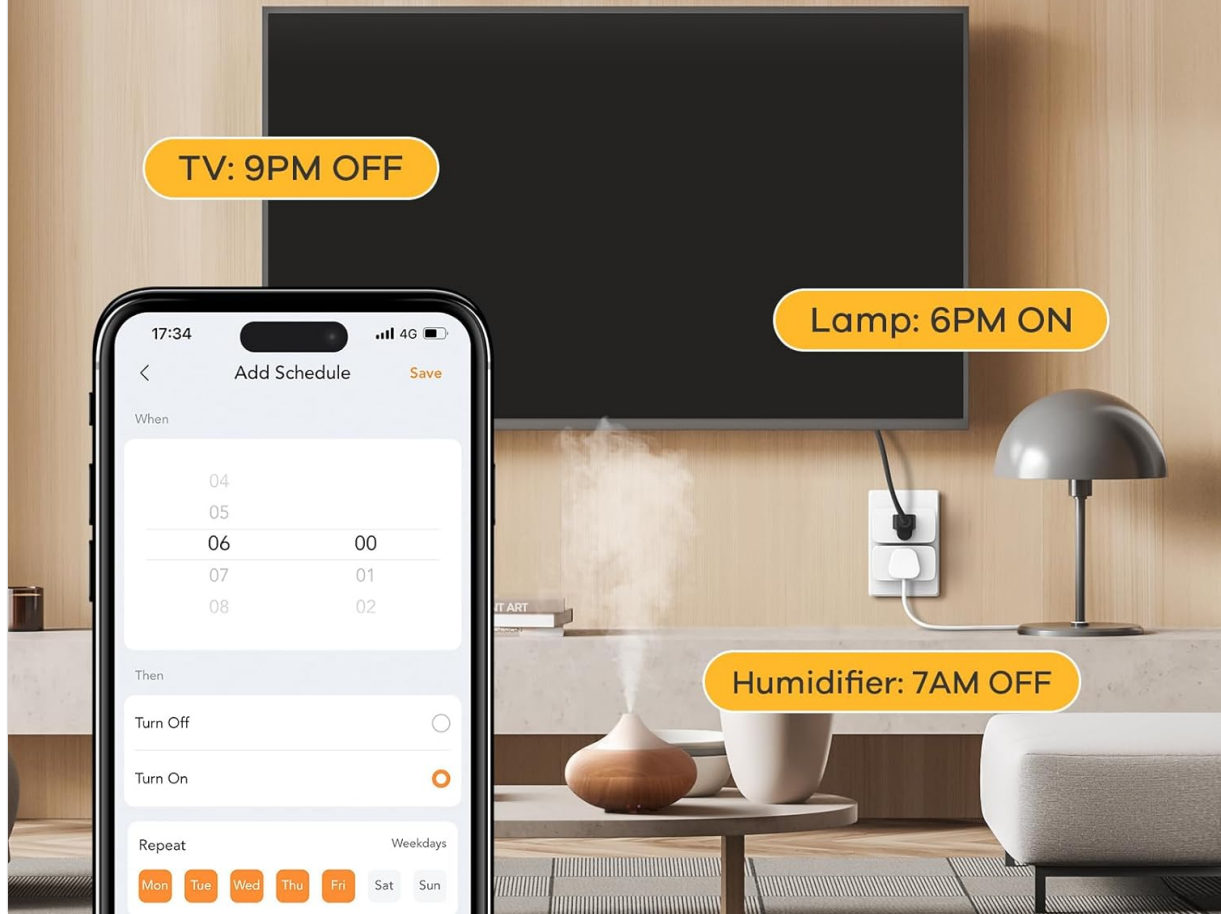 TV: 9PM OFF
Lamp: 6PM ON
17:34
4G
Add Schedule
Save
When
04
05
06 00
07 01
08 02
Then
Turn Off
Turn On
Repeat
Weekdays
Mon Tue Wed Thu Fri Sat Sun
ART
Humidifier: 7AM OFF